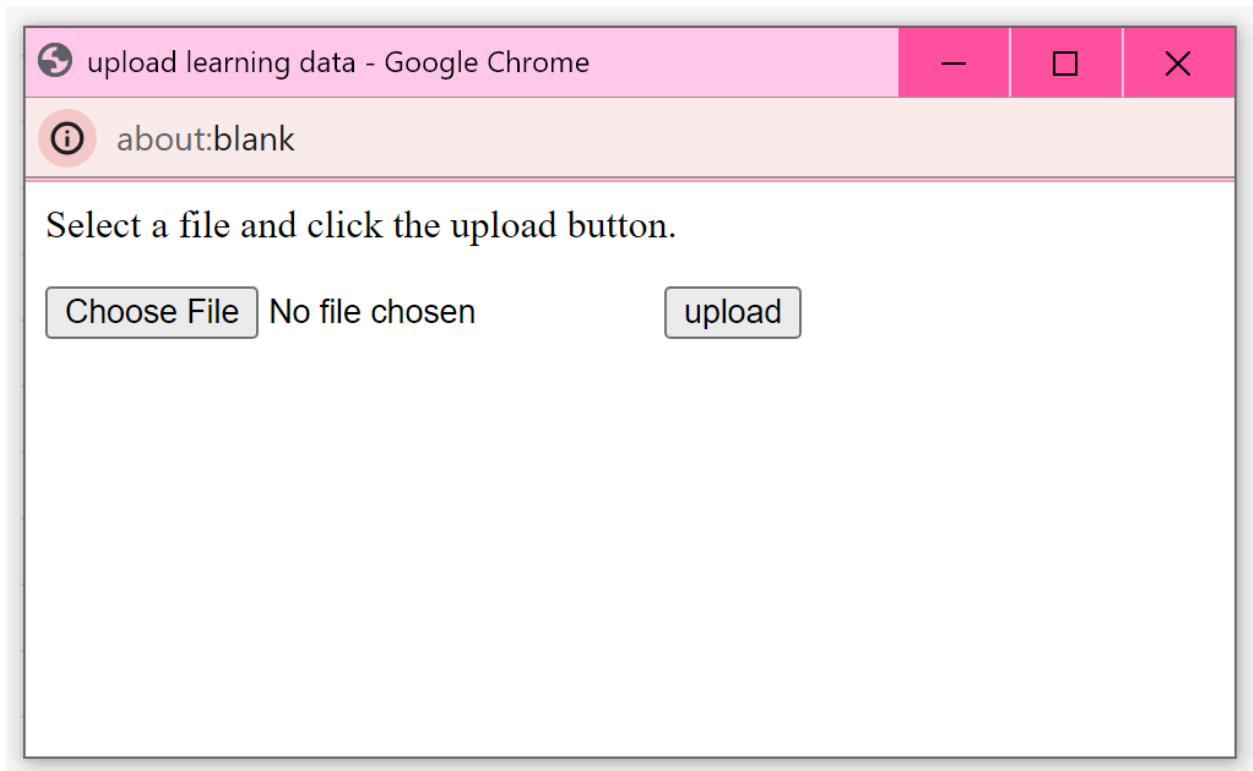 upload learning data - Google Chrome
about:blank
Select a file and click the upload button.
Choose File No file chosen upload